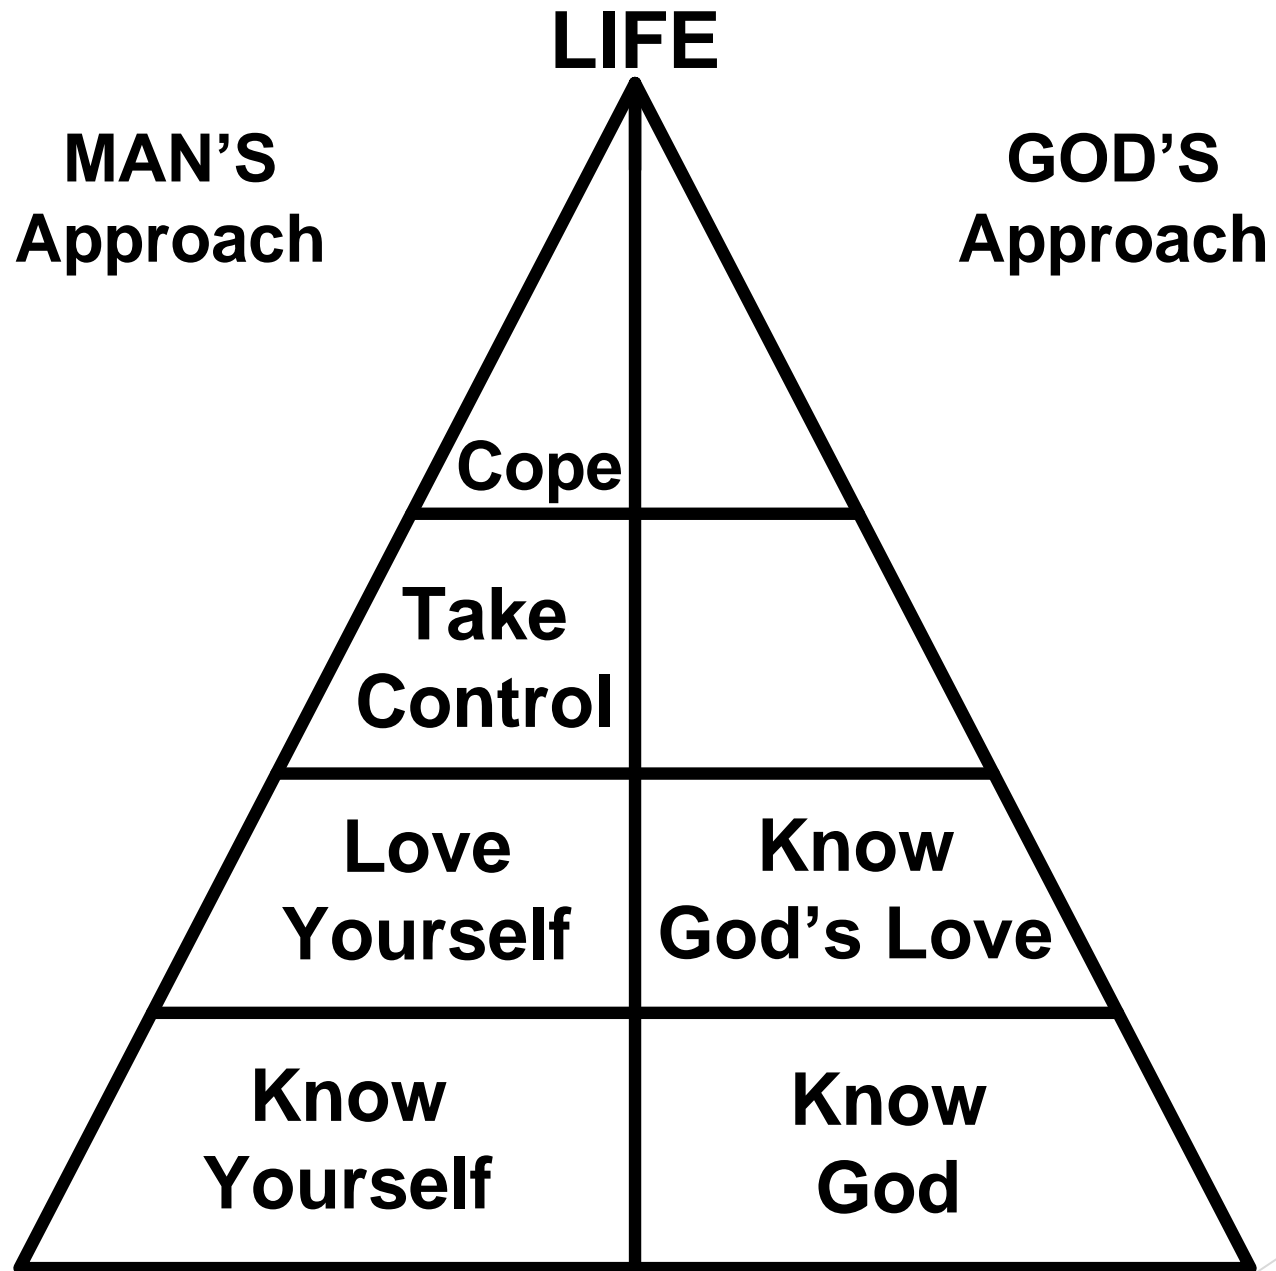 LIFE
MAN’S
Approach
GOD’S
Approach
Cope
Take
Control
Love
Yourself
Know
God’s Love
Know
Yourself
Know
God